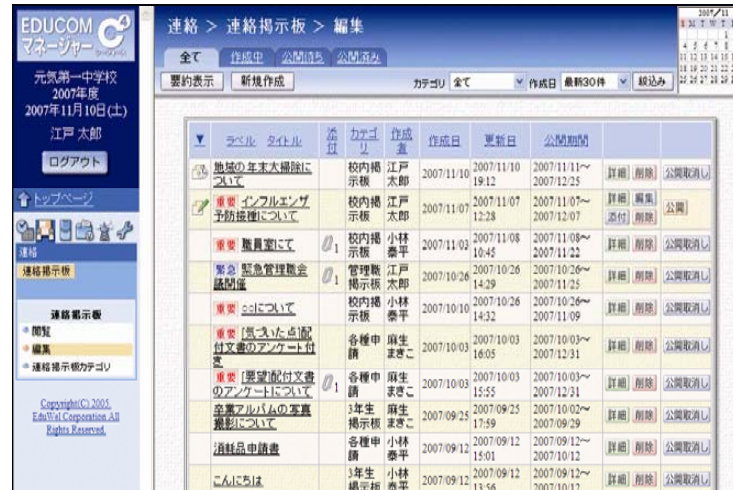 EDUCOM
マネージャー C4
元気第一中学校
2007年度
2007年11月10日(土)
江戸 太郎
ログアウト
トップページ
連絡
連絡掲示板
連絡掲示板
閲覧
編集
連絡掲示板カテゴリ
Copyright(C) 2005,
EduWel Corporation All
Rights Reserved.
連絡 > 連絡掲示板 > 編集
全て 作成中 公開待ち 公開済み
要約表示 新規作成 カテゴリ 全て 作成日 最新30件 絞込み
2007/11
S M T W T
1
4 5 6 7 8
11 12 13 14 15
18 19 20 21 22
25 26 27 28 29
▼ ラベル タイトル 添付 カテゴリ 作成者 作成日 更新日 公開期間
地域の年末大掃除に
ついて 校内掲示板 江戸太郎 2007/11/10 2007/11/10 19:12 2007/11/11～2007/12/25 詳細 削除 公開取消し
重要 インフルエンザ
予防接種について 校内掲示板 江戸太郎 2007/11/07 2007/11/07 12:28 2007/11/07～2007/12/07 詳細 編集 添付 削除 公開
重要 職員室にて 1 校内掲示板 小林泰平 2007/11/03 2007/11/08 10:45 2007/11/08～2007/11/22 詳細 削除 公開取消し
緊急 緊急管理職会
議開催 1 管理職掲示板 江戸太郎 2007/10/26 2007/10/26 14:29 2007/10/26～2007/11/25 詳細 削除 公開取消し
重要 ○○について 校内掲示板 小林泰平 2007/10/10 2007/10/26 14:32 2007/10/26～2007/11/09 詳細 削除 公開取消し
重要 [気づいた点]配
付文書のアンケート付
き 各種申請 麻生まきこ 2007/10/03 2007/10/03 16:05 2007/10/03～2007/12/31 詳細 削除 公開取消し
重要 [要望]配付文書
のアンケートについて 1 各種申請 麻生まきこ 2007/10/03 2007/10/03 15:55 2007/10/03～2007/12/31 詳細 削除 公開取消し
卒業アルバムの写真
撮影について 3年生掲示板 麻生まきこ 2007/09/25 2007/09/25 17:59 2007/10/02～2007/09/29 詳細 削除 公開取消し
消耗品申請書 各種申請 小林泰平 2007/09/12 2007/09/12 15:01 2007/09/12～2007/10/12 詳細 削除 公開取消し
こんにちは 3年生掲示板 小林泰平 2007/09/12 2007/09/12 13:56 2007/09/12～2007/10/12 詳細 削除 公開取消し